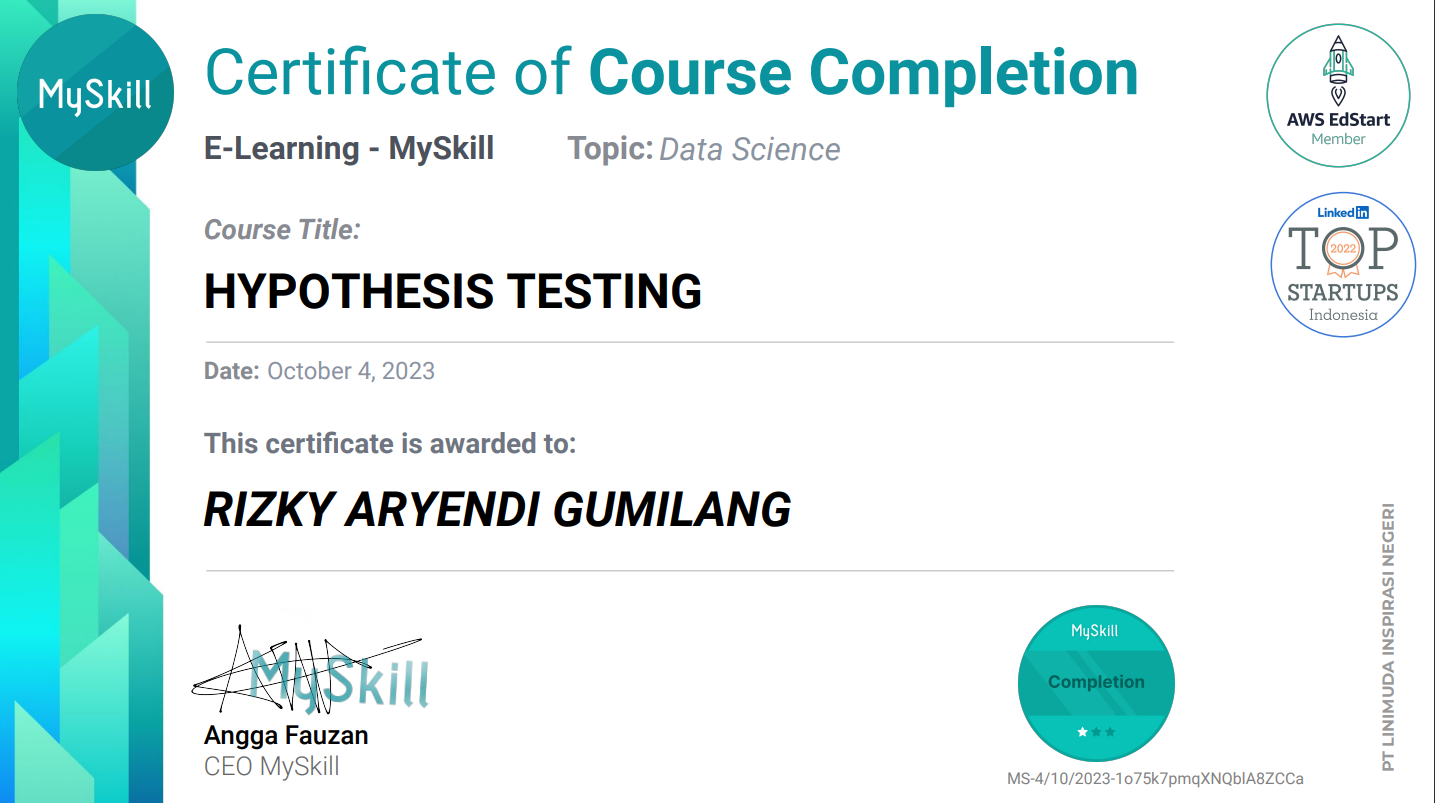 MySkill
Certificate of Course Completion
E-Learning - MySkill Topic: Data Science
Course Title:
HYPOTHESIS TESTING
Date: October 4, 2023
This certificate is awarded to:
RIZKY ARYENDI GUMILANG
MySkill
Angga Fauzan
CEO MySkill
MySkill
Completion
MS-4/10/2023-1o75k7pmqXNQblA8ZCCa
AWS EdStart
Member
Linked in
TOP
2022
STARTUPS
Indonesia
PT LINIMUDA INSPIRASI NEGERI